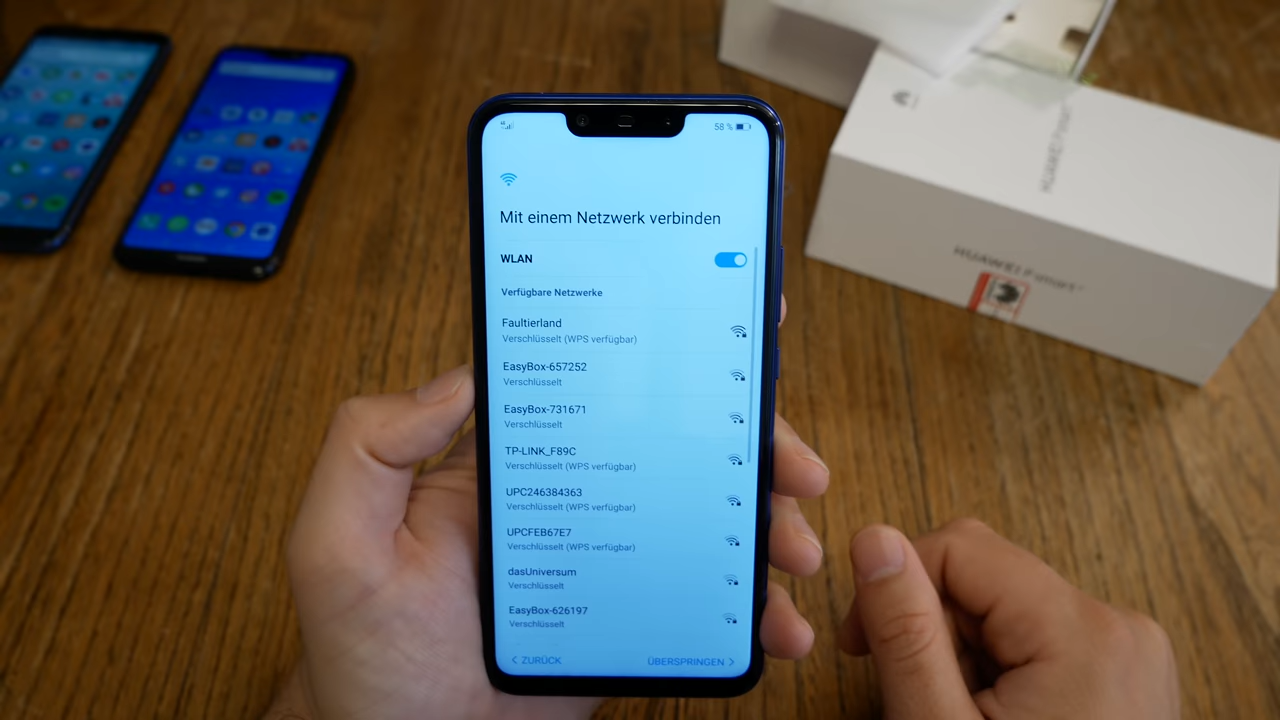 58 %
Mit einem Netzwerk verbinden
WLAN
Verfügbare Netzwerke
Faultierland
Verschlüsselt (WPS verfügbar)
EasyBox-657252
Verschlüsselt
EasyBox-731671
Verschlüsselt
TP-LINK_F89C
Verschlüsselt (WPS verfügbar)
UPC246384363
Verschlüsselt (WPS verfügbar)
UPCFEB67E7
Verschlüsselt (WPS verfügbar)
dasUniversum
Verschlüsselt
EasyBox-626197
Verschlüsselt
ZURÜCK
ÜBERSPRINGEN
HUAWEI P smart+